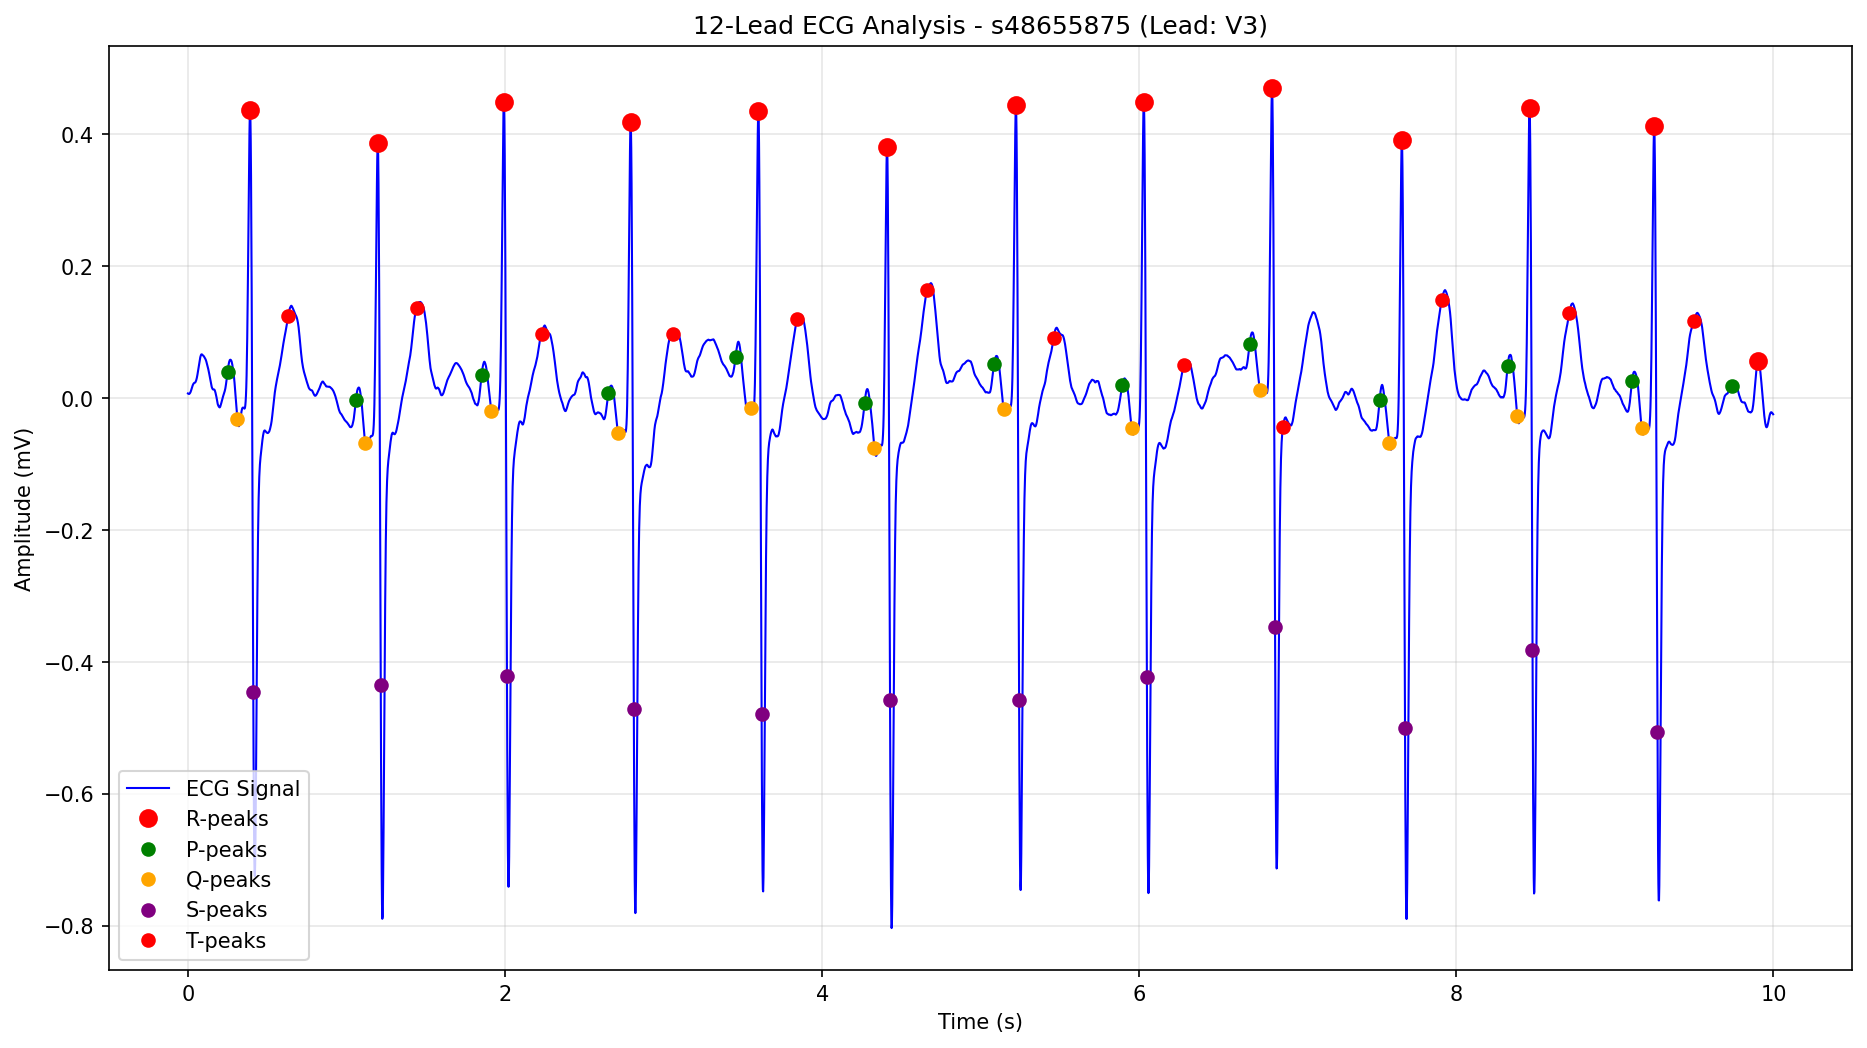 12-Lead ECG Analysis - s48655875 (Lead: V3)
Amplitude (mV)
0.4
0.2
0.0
−0.2
−0.4
−0.6
−0.8
ECG Signal
R-peaks
P-peaks
Q-peaks
S-peaks
T-peaks
0 2 4 6 8 10
Time (s)